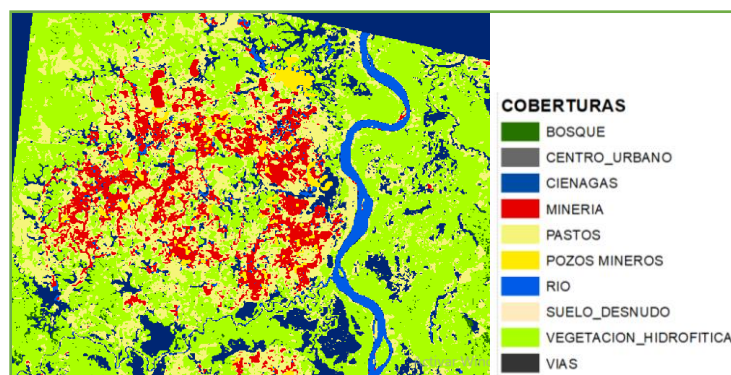 COBERTURAS
BOSQUE
CENTRO_URBANO
CIENAGAS
MINERIA
PASTOS
POZOS MINEROS
RIO
SUELO_DESNUDO
VEGETACION_HIDROFITICA
VIAS